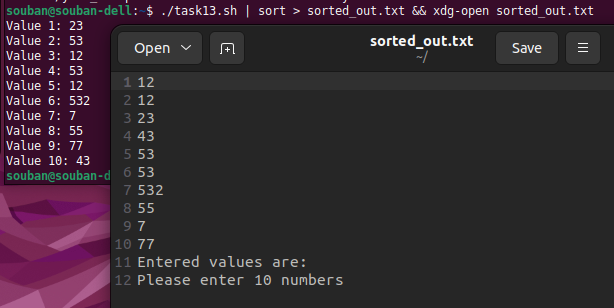 souban@souban-dell:~$ ./task13.sh | sort > sorted_out.txt && xdg-open sorted_out.txt
Value 1: 23
Value 2: 53
Value 3: 12
Value 4: 53
Value 5: 12
Value 6: 532
Value 7: 7
Value 8: 55
Value 9: 77
Value 10: 43
souban@souban-d
Open
sorted_out.txt
~/
Save
1 12
2 12
3 23
4 43
5 53
6 53
7 532
8 55
9 7
10 77
11 Entered values are:
12 Please enter 10 numbers